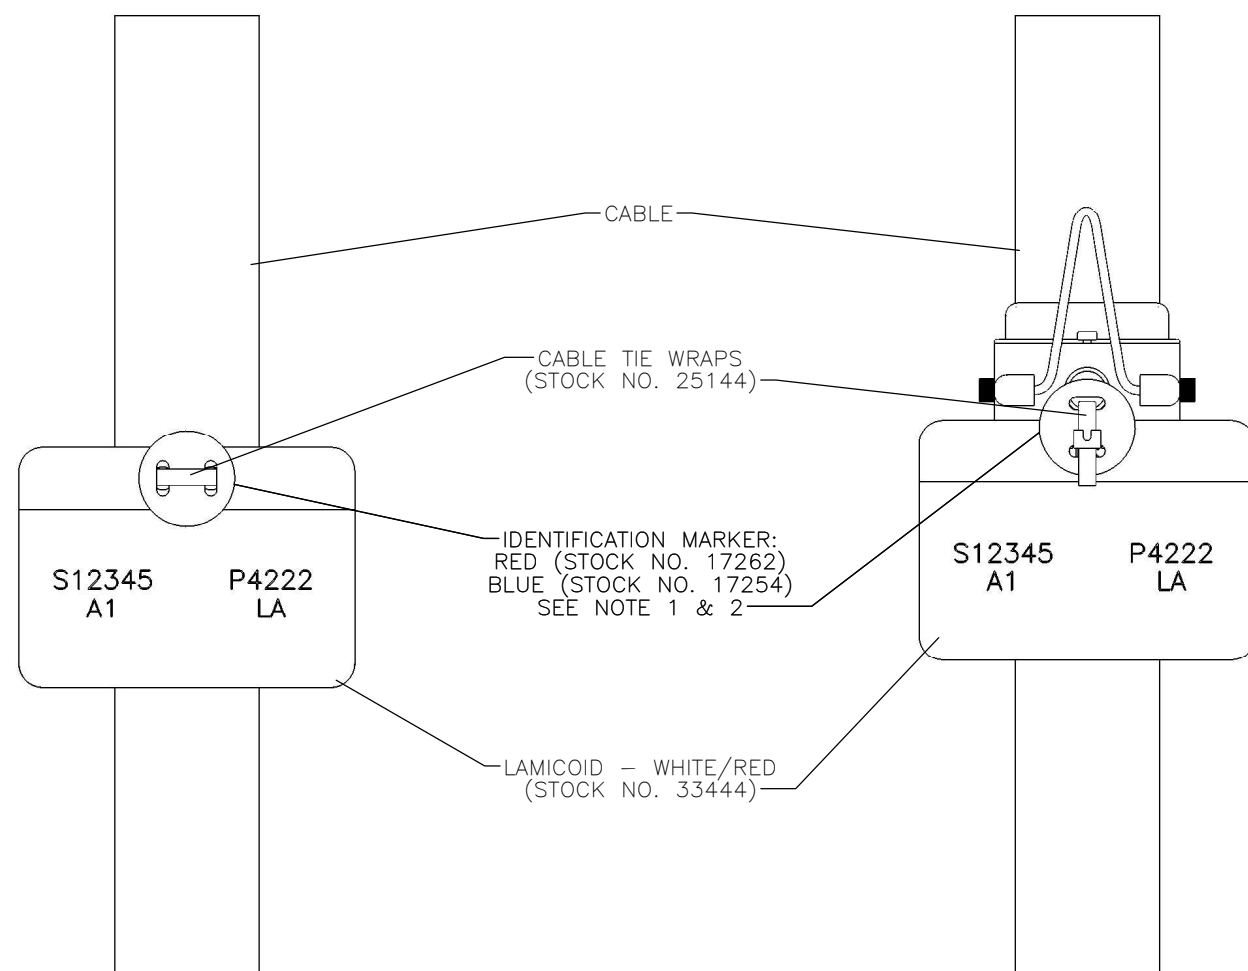 CABLE
CABLE TIE WRAPS
(STOCK NO. 25144)
IDENTIFICATION MARKER:
RED (STOCK NO. 17262)
BLUE (STOCK NO. 17254)
SEE NOTE 1 & 2
S12345 P4222
A1 LA
S12345 P4222
A1 LA
LAMICOID – WHITE/RED
(STOCK NO. 33444)